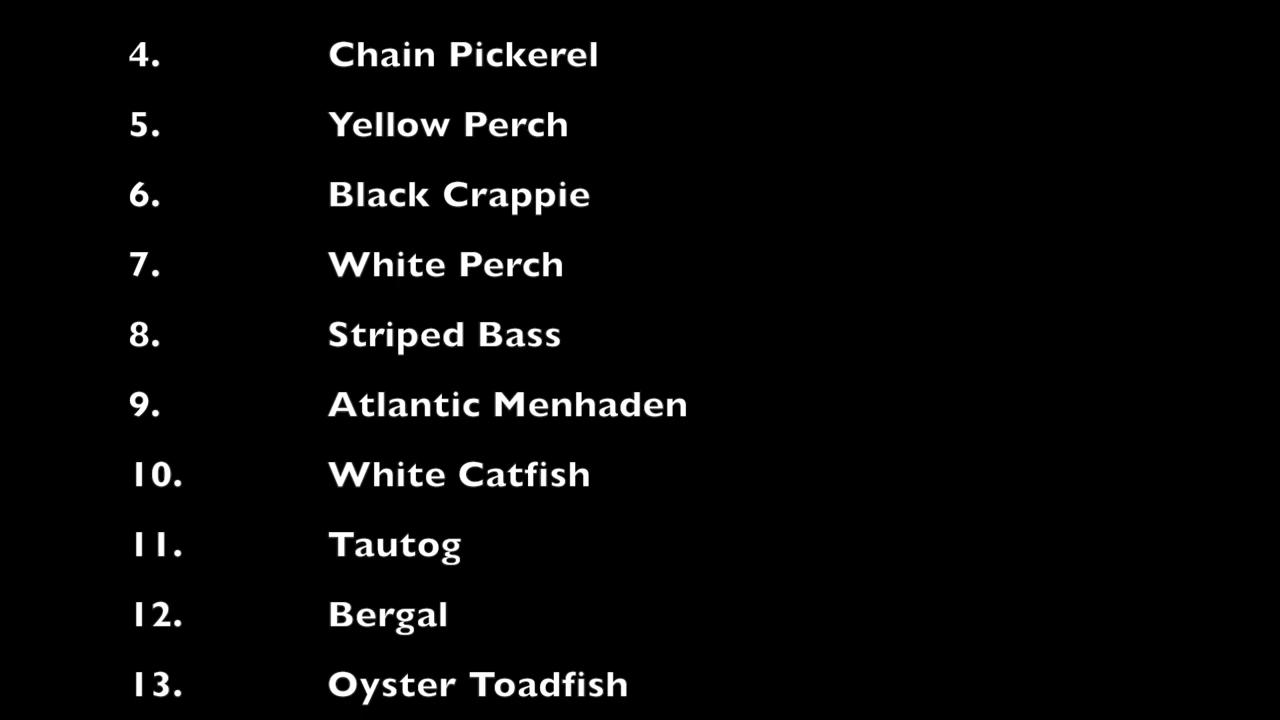 4. Chain Pickerel
5. Yellow Perch
6. Black Crappie
7. White Perch
8. Striped Bass
9. Atlantic Menhaden
10. White Catfish
11. Tautog
12. Bergal
13. Oyster Toadfish